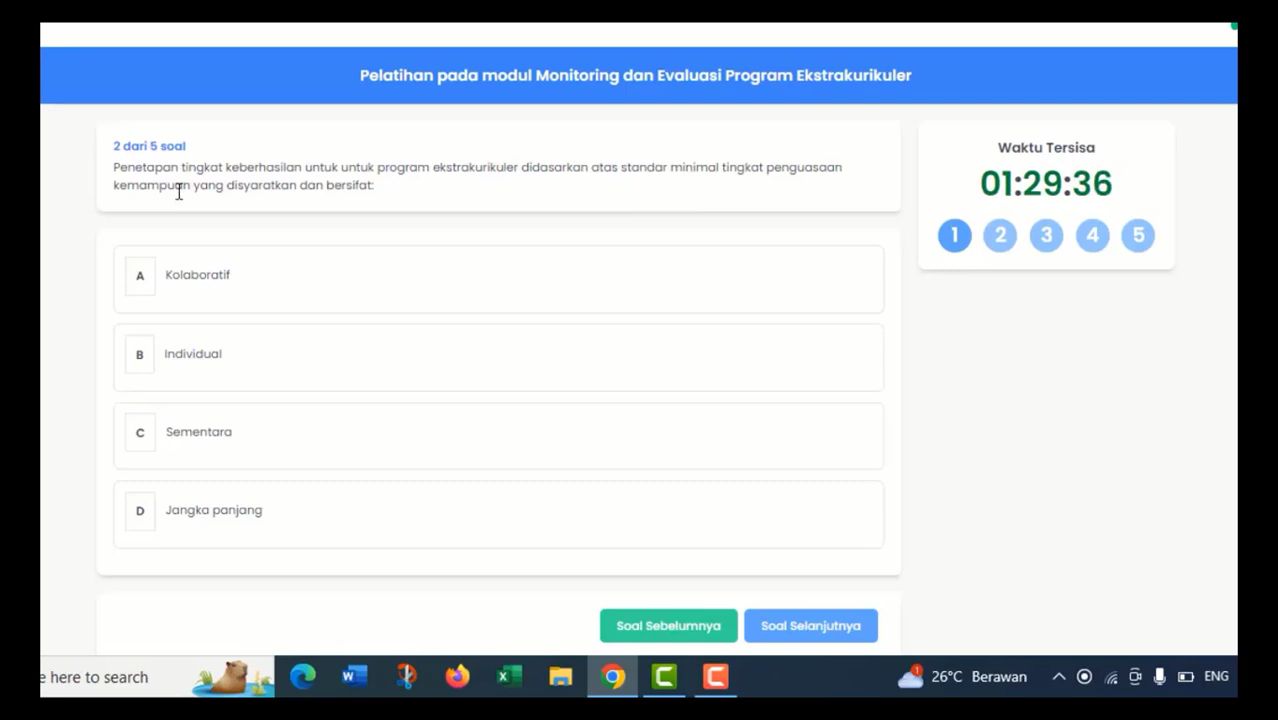 Pelatihan pada modul Monitoring dan Evaluasi Program Ekstrakurikuler
2 dari 5 soal
Penetapan tingkat keberhasilan untuk untuk program ekstrakurikuler didasarkan atas standar minimal tingkat penguasaan
kemampuan yang disyaratkan dan bersifat:
A Kolaboratif
B Individual
C Sementara
D Jangka panjang
Soal Sebelumnya Soal Selanjutnya
Waktu Tersisa
01:29:36
1 2 3 4 5
e here to search 26°C Berawan ENG